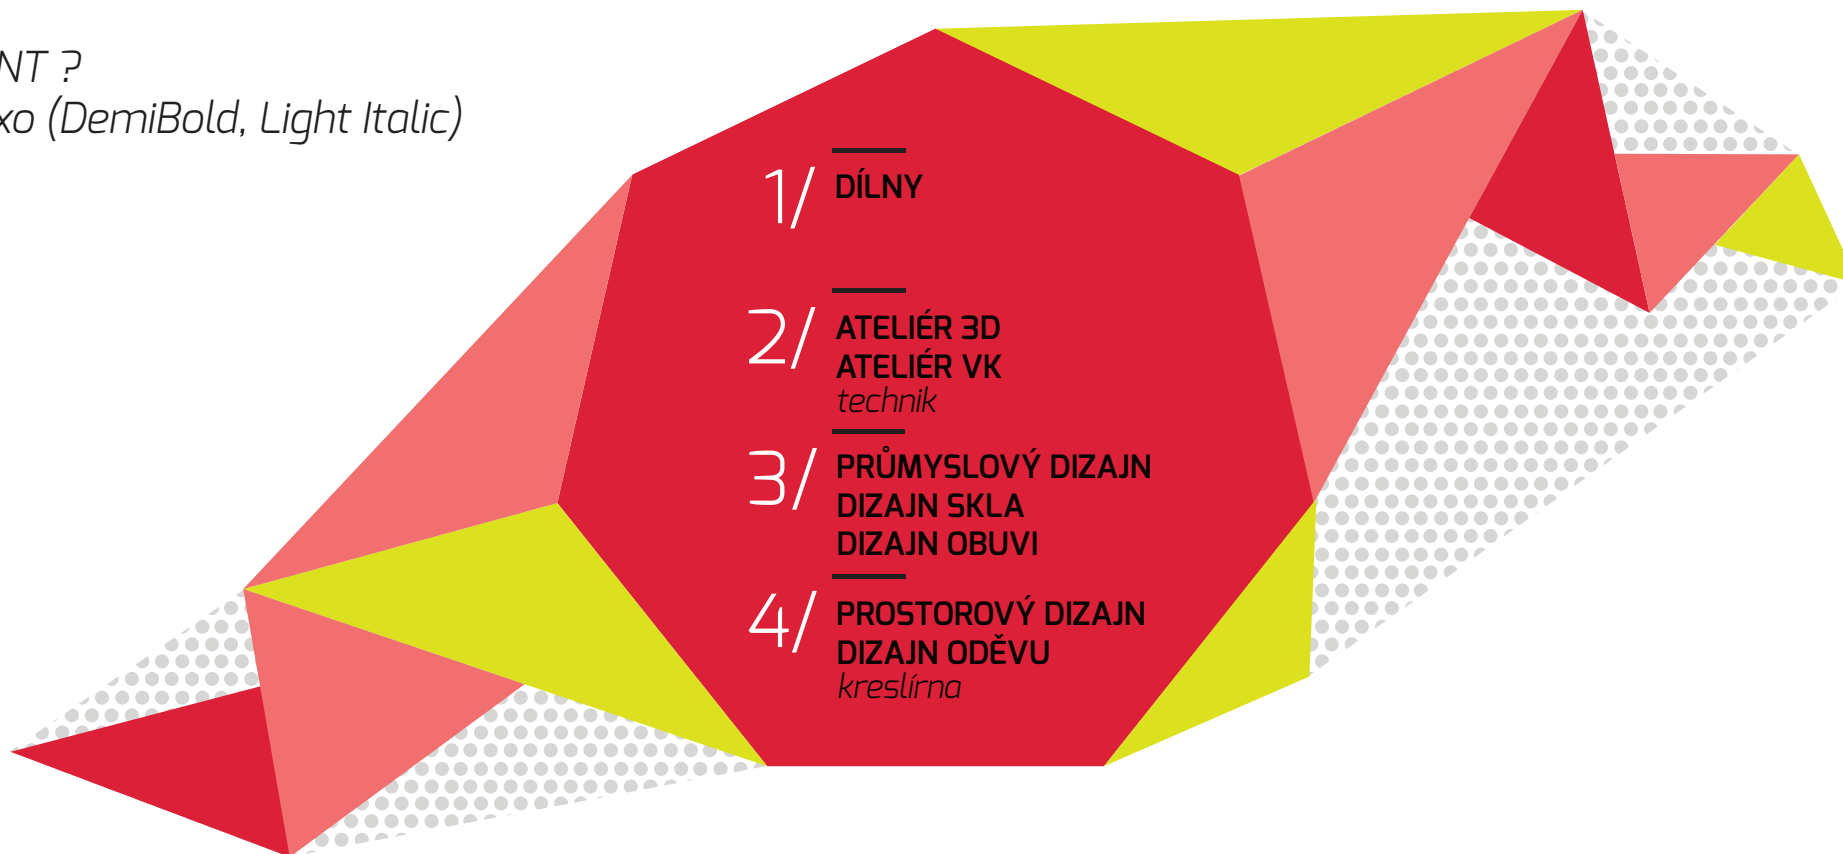 NT ?
xo (DemiBold, Light Italic)
1/ DÍLNY
2/ ATELIÉR 3D
ATELIÉR VK
technik
3/ PRŮMYSLOVÝ DIZAJN
DIZAJN SKLA
DIZAJN OBUVI
4/ PROSTOROVÝ DIZAJN
DIZAJN ODĚVU
kreslírna